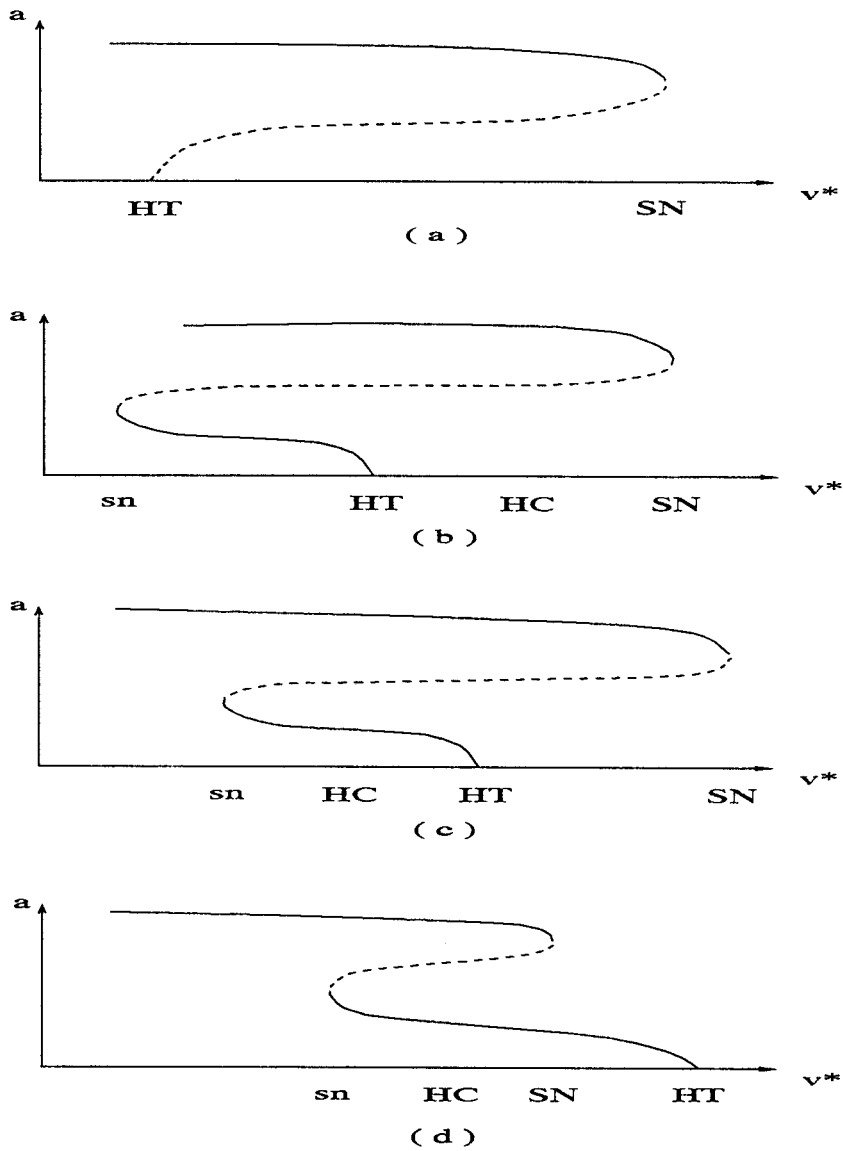 a
v*
HT SN
( a )
a
v*
sn HT HC SN
( b )
a
v*
sn HC HT SN
( c )
a
v*
sn HC SN HT
( d )